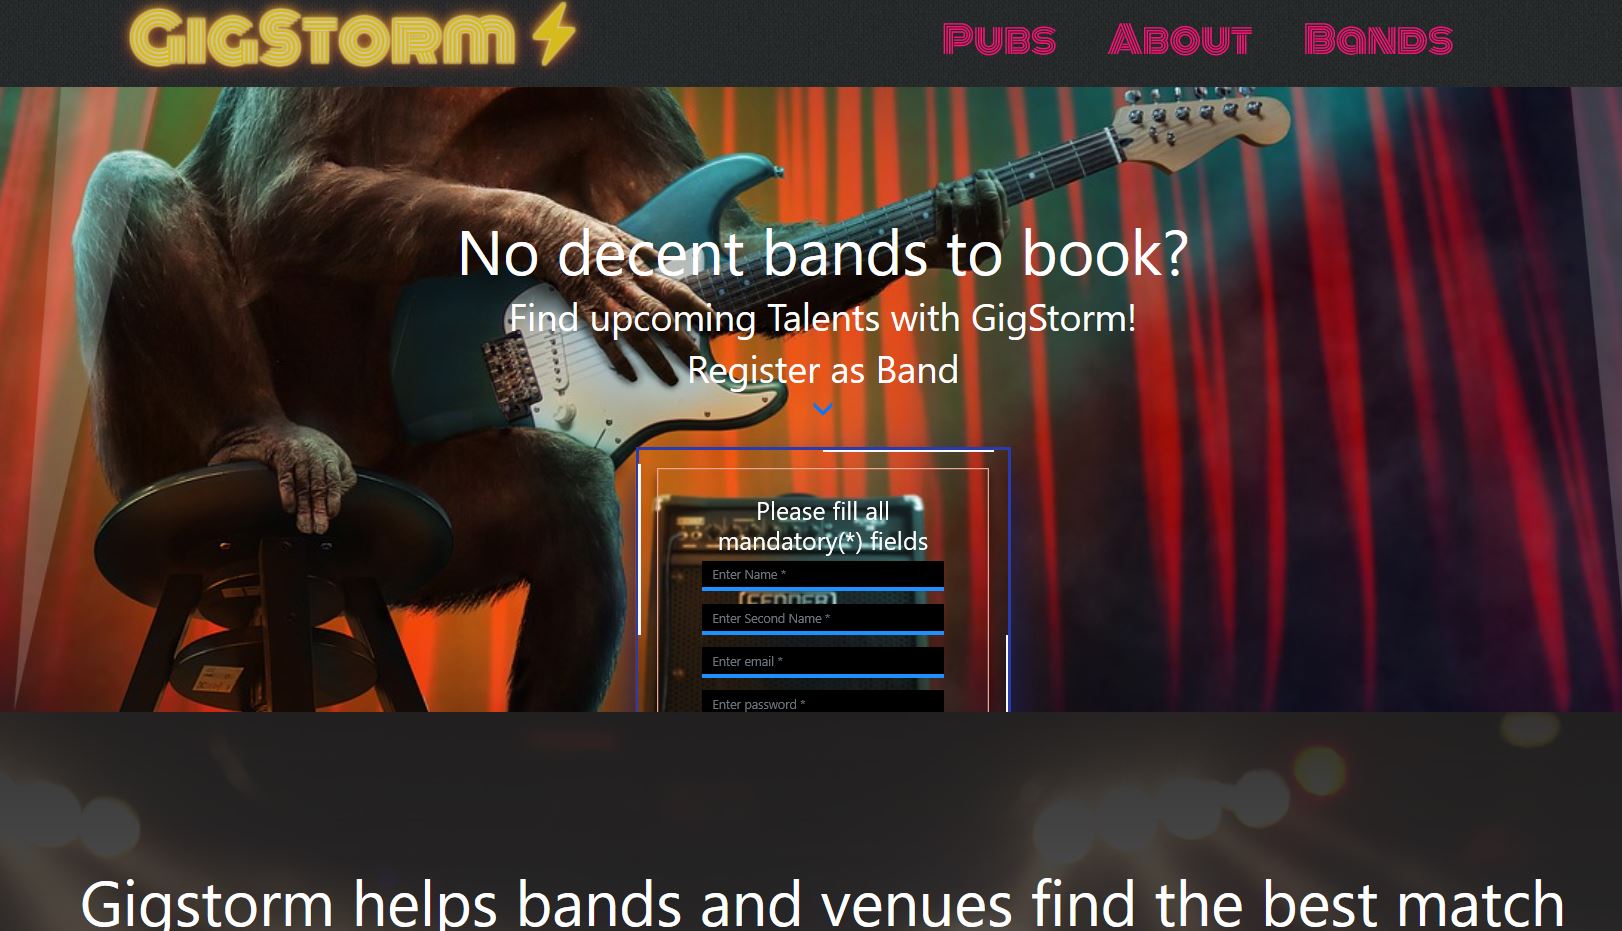 GigStorm
Pubs About Bands
No decent bands to book?
Find upcoming Talents with GigStorm!
Register as Band
Please fill all
mandatory(*) fields
Enter Name *
(FENDER)
Enter Second Name *
Enter email *
Enter password *
Gigstorm helps bands and venues find the best match